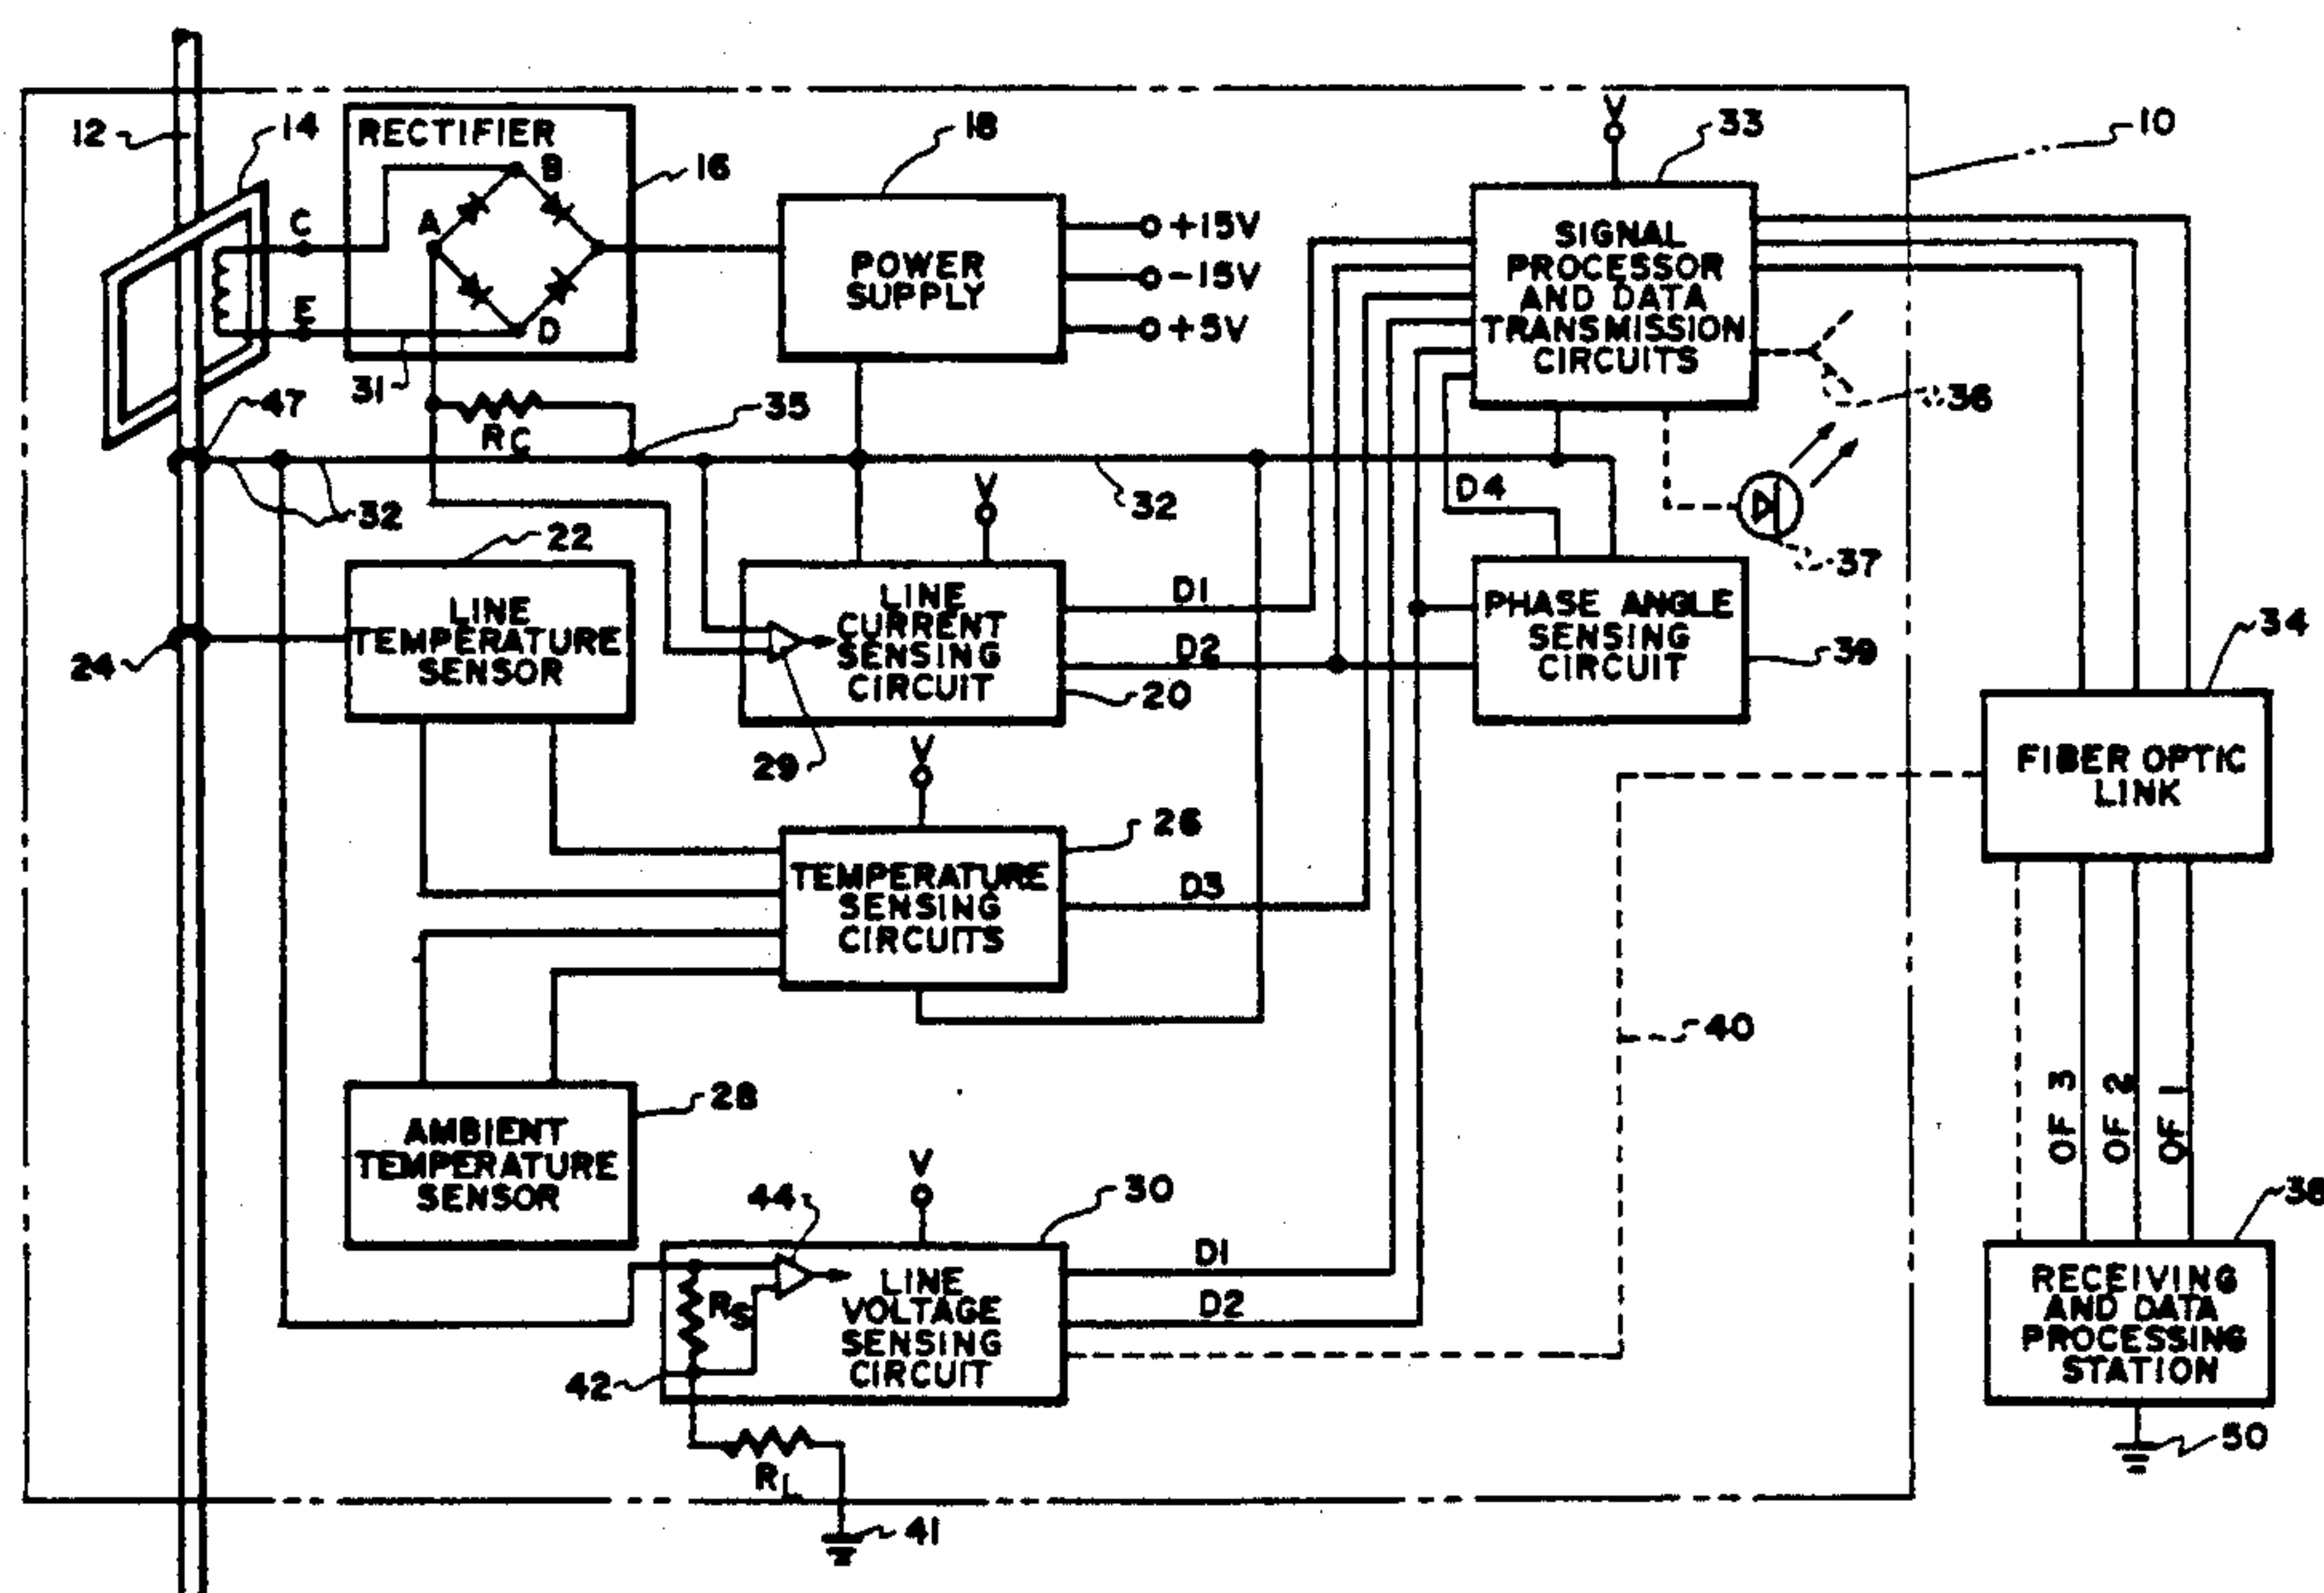 12
14
RECTIFIER
B
A
C
E
D
16
31
18
POWER
SUPPLY
+15V
-15V
+5V
V
33
10
SIGNAL
PROCESSOR
AND DATA
TRANSMISSION
CIRCUITS
36
37
47
RC
35
32
32
D4
22
LINE
TEMPERATURE
SENSOR
24
V
LINE
CURRENT
SENSING
CIRCUIT
29
20
D1
D2
PHASE ANGLE
SENSING
CIRCUIT
39
34
FIBER OPTIC
LINK
V
26
TEMPERATURE
SENSING
CIRCUITS
D3
40
28
AMBIENT
TEMPERATURE
SENSOR
OF 3
OF 2
OF 1
44
V
30
RS
LINE
VOLTAGE
SENSING
CIRCUIT
42
D1
D2
RL
41
38
RECEIVING
AND DATA
PROCESSING
STATION
50